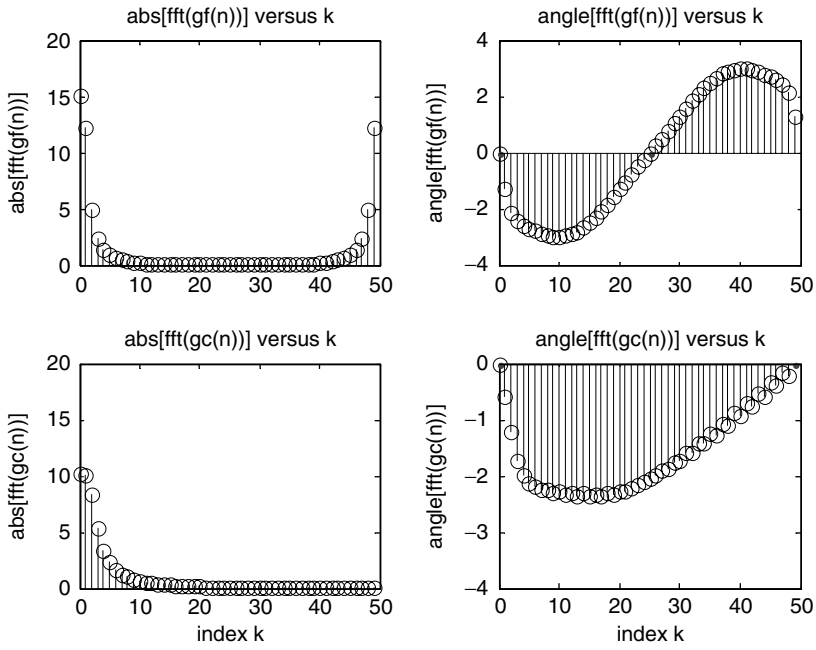 abs[fft(gf(n))] versus k
abs[fft(gf(n))]
20
15
10
5
0
0 10 20 30 40 50
angle[fft(gf(n))] versus k
angle[fft(gf(n))]
4
2
0
−2
−4
0 10 20 30 40 50
abs[fft(gc(n))] versus k
abs[fft(gc(n))]
20
15
10
5
0
0 10 20 30 40 50
index k
angle[fft(gc(n))] versus k
angle[fft(gc(n))]
0
−1
−2
−3
−4
0 10 20 30 40 50
index k